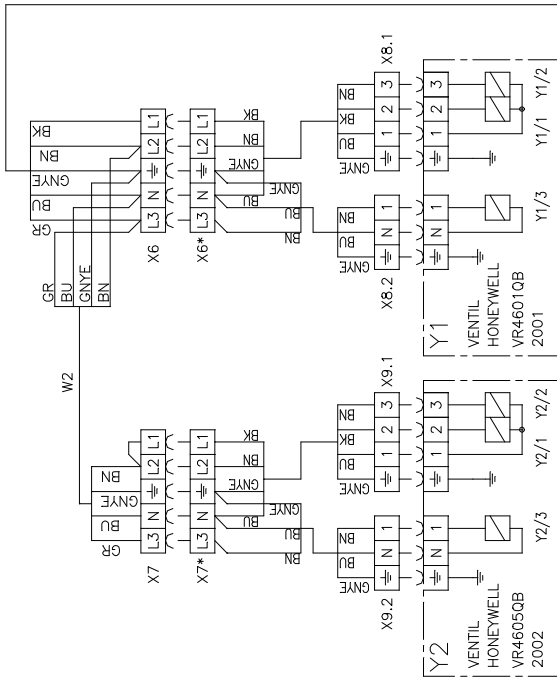 X8.1
BN
BK
BU
GNYE
3
2
1
3
2
1
Y1/2
Y1/1
BK
BN
GNYE
BU
GR
L1
L2
N
L3
X6
L1
L2
N
L3
X6*
BK
BN
GNYE
GNYE
BU
BU
BN
BN
BU
GNYE
1
N
X8.2
1
N
Y1/3
Y1
VENTIL
HONEYWELL
VR4601QB
2001
GR
BU
GNYE
BN
W2
X9.1
BN
BK
BU
GNYE
3
2
1
3
2
1
Y2/2
Y2/1
BN
GNYE
BU
GR
L1
L2
N
L3
X7
L1
L2
N
L3
X7*
BK
BN
GNYE
GNYE
BU
BU
BN
BN
BU
GNYE
1
N
X9.2
1
N
Y2/3
Y2
VENTIL
HONEYWELL
VR4605QB
2002